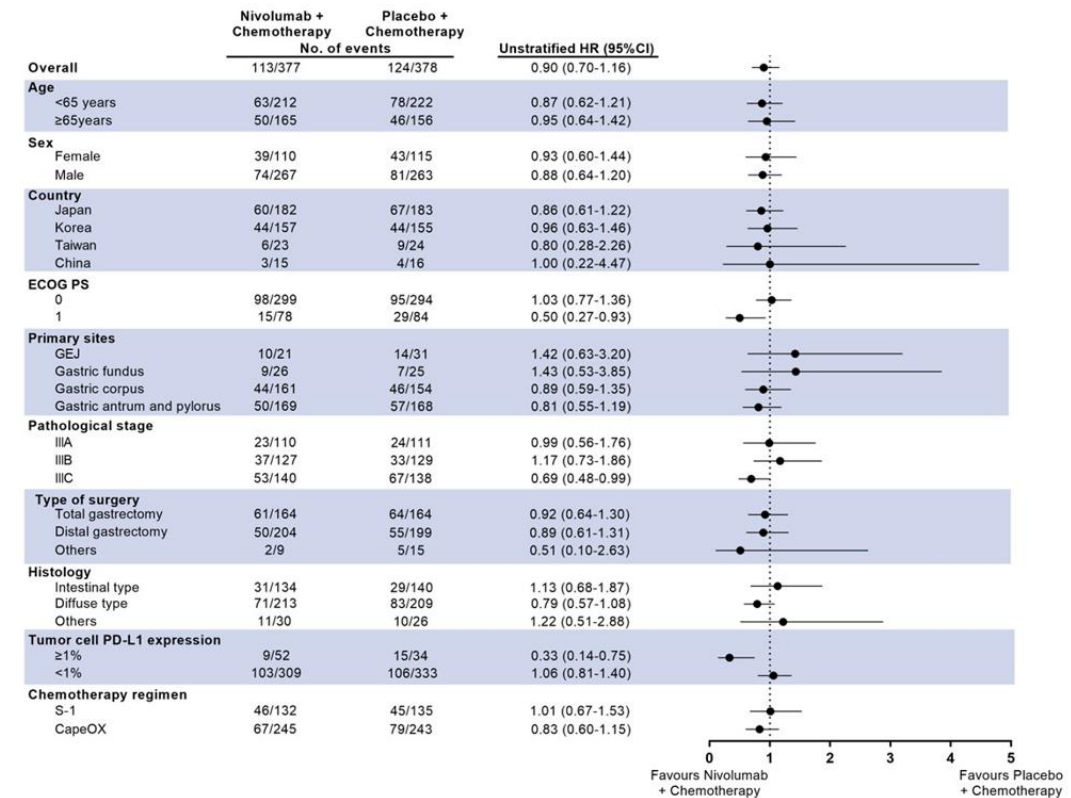 Nivolumab + Chemotherapy Placebo + Chemotherapy
No. of events Unstratified HR (95%CI)
Overall 113/377 124/378 0.90 (0.70-1.16)
Age
<65 years 63/212 78/222 0.87 (0.62-1.21)
≥65years 50/165 46/156 0.95 (0.64-1.42)
Sex
Female 39/110 43/115 0.93 (0.60-1.44)
Male 74/267 81/263 0.88 (0.64-1.20)
Country
Japan 60/182 67/183 0.86 (0.61-1.22)
Korea 44/157 44/155 0.96 (0.63-1.46)
Taiwan 6/23 9/24 0.80 (0.28-2.26)
China 3/15 4/16 1.00 (0.22-4.47)
ECOG PS
0 98/299 95/294 1.03 (0.77-1.36)
1 15/78 29/84 0.50 (0.27-0.93)
Primary sites
GEJ 10/21 14/31 1.42 (0.63-3.20)
Gastric fundus 9/26 7/25 1.43 (0.53-3.85)
Gastric corpus 44/161 46/154 0.89 (0.59-1.35)
Gastric antrum and pylorus 50/169 57/168 0.81 (0.55-1.19)
Pathological stage
IIIA 23/110 24/111 0.99 (0.56-1.76)
IIIB 37/127 33/129 1.17 (0.73-1.86)
IIIC 53/140 67/138 0.69 (0.48-0.99)
Type of surgery
Total gastrectomy 61/164 64/164 0.92 (0.64-1.30)
Distal gastrectomy 50/204 55/199 0.89 (0.61-1.31)
Others 2/9 5/15 0.51 (0.10-2.63)
Histology
Intestinal type 31/134 29/140 1.13 (0.68-1.87)
Diffuse type 71/213 83/209 0.79 (0.57-1.08)
Others 11/30 10/26 1.22 (0.51-2.88)
Tumor cell PD-L1 expression
≥1% 9/52 15/34 0.33 (0.14-0.75)
<1% 103/309 106/333 1.06 (0.81-1.40)
Chemotherapy regimen
S-1 46/132 45/135 1.01 (0.67-1.53)
CapeOX 67/245 79/243 0.83 (0.60-1.15)
0 1 2 3 4 5
Favours Nivolumab + Chemotherapy Favours Placebo + Chemotherapy